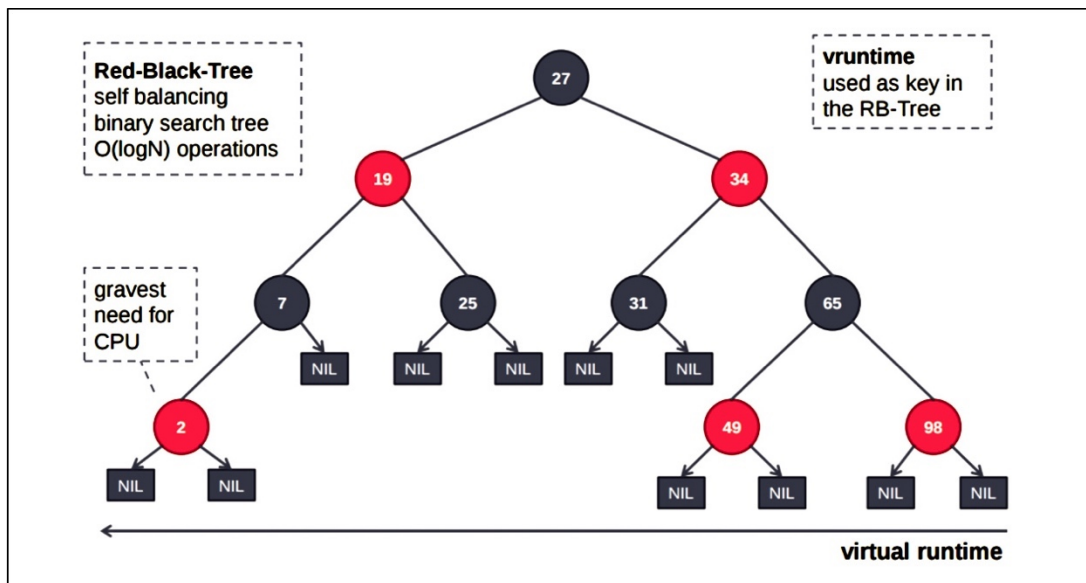 Red-Black-Tree
self balancing
binary search tree
O(logN) operations
vruntime
used as key in
the RB-Tree
27
19
34
gravest
need for
CPU
7
25
31
65
NIL
NIL
NIL
NIL
NIL
2
49
98
NIL
NIL
NIL
NIL
NIL
NIL
virtual runtime